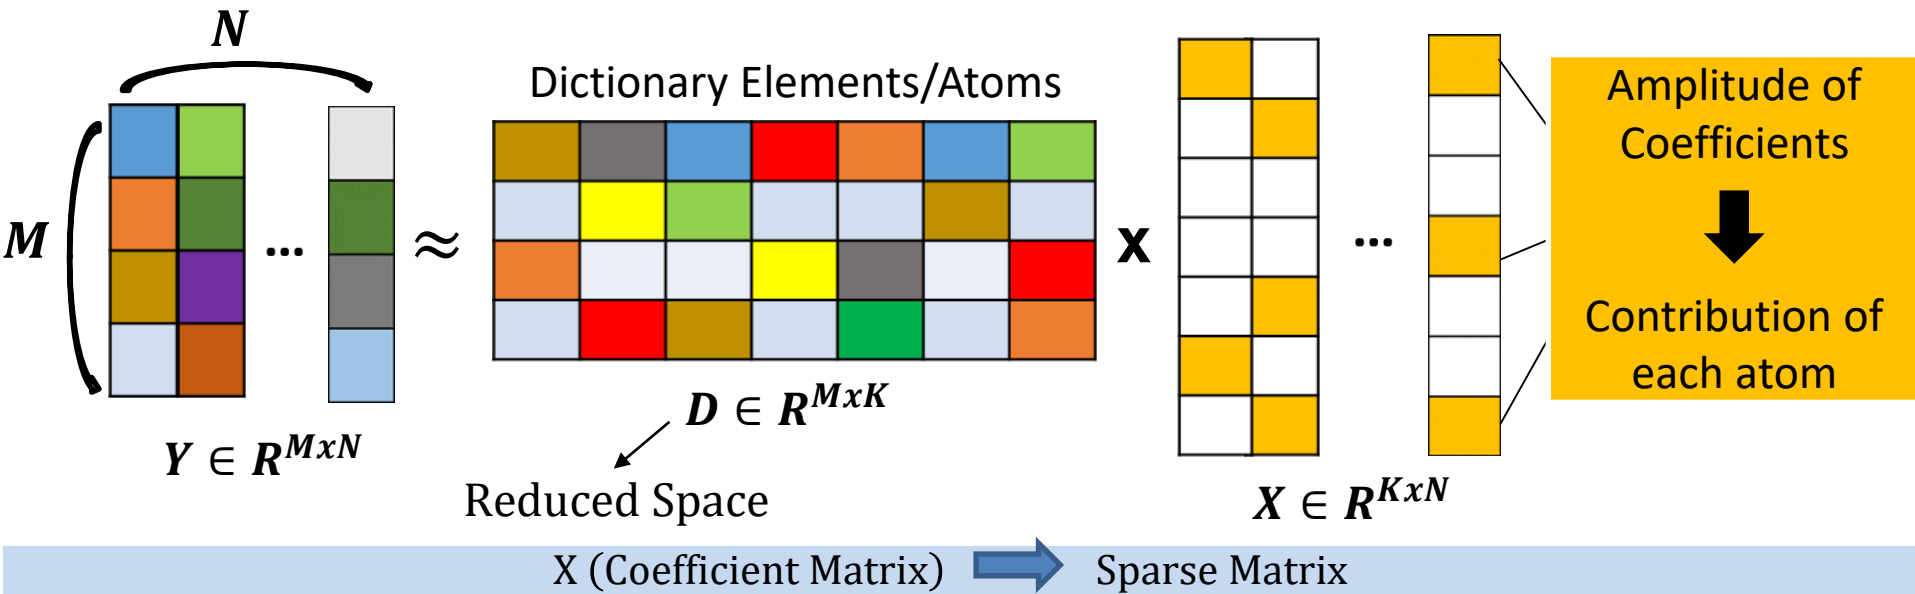 N
Dictionary Elements/Atoms
M
...
≈
x
...
Amplitude of
Coefficients
Contribution of
each atom
Y ∈ R^{MxN}
D ∈ R^{MxK}
Reduced Space
X ∈ R^{KxN}
X (Coefficient Matrix) Sparse Matrix